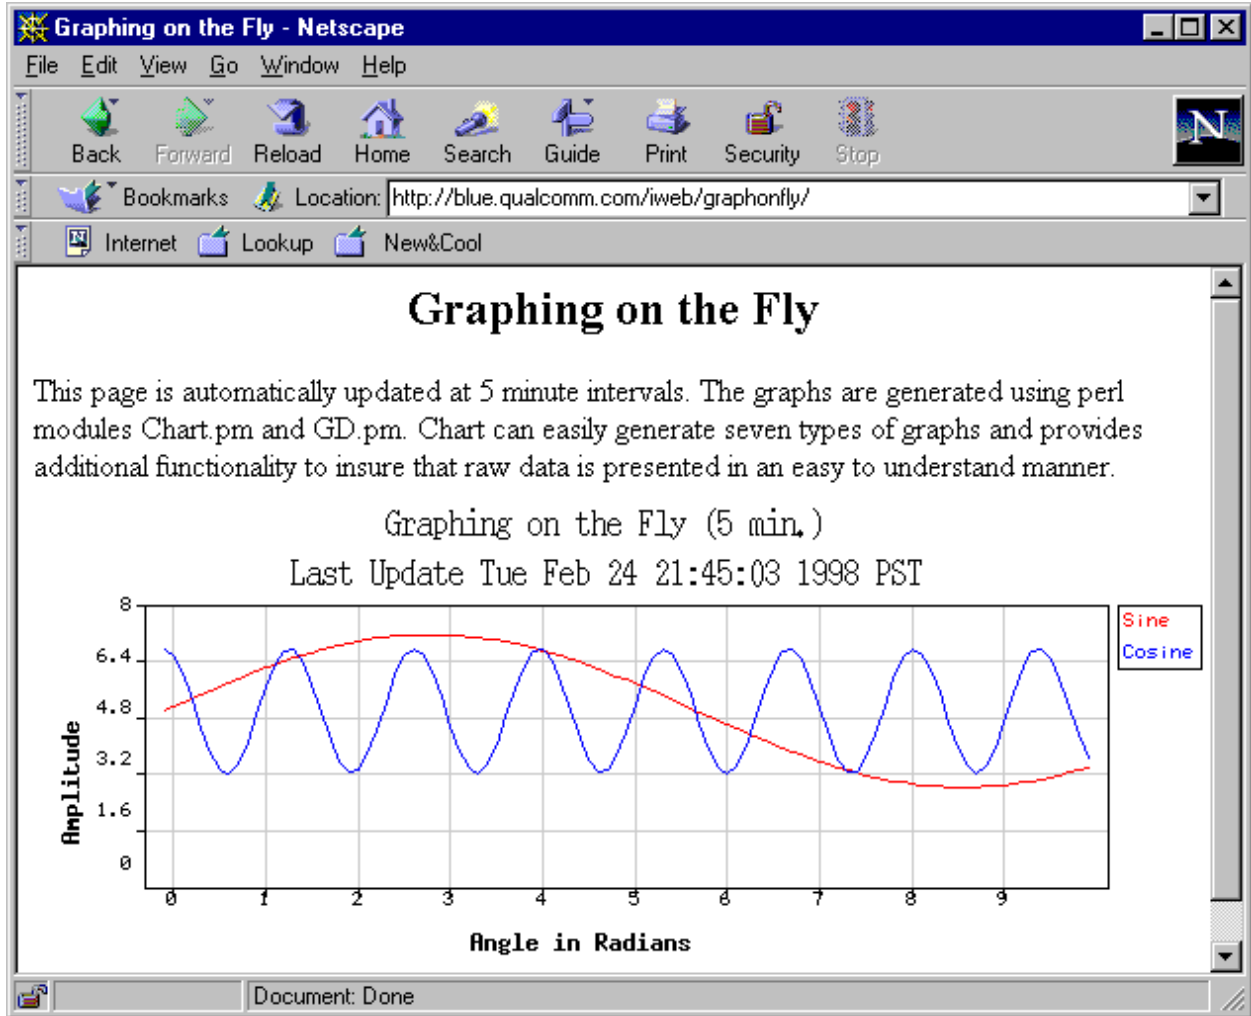 Graphing on the Fly - Netscape
File Edit View Go Window Help
Back Forward Reload Home Search Guide Print Security Stop
N
Bookmarks Location: http://blue.qualcomm.com/iweb/graphonfly/
Internet Lookup New&Cool
Graphing on the Fly
This page is automatically updated at 5 minute intervals. The graphs are generated using perl
modules Chart.pm and GD.pm. Chart can easily generate seven types of graphs and provides
additional functionality to insure that raw data is presented in an easy to understand manner.
Graphing on the Fly (5 min.)
Last Update Tue Feb 24 21:45:03 1998 PST
8
6.4
4.8
3.2
1.6
0
Amplitude
Sine
Cosine
0 1 2 3 4 5 6 7 8 9
Angle in Radians
Document: Done